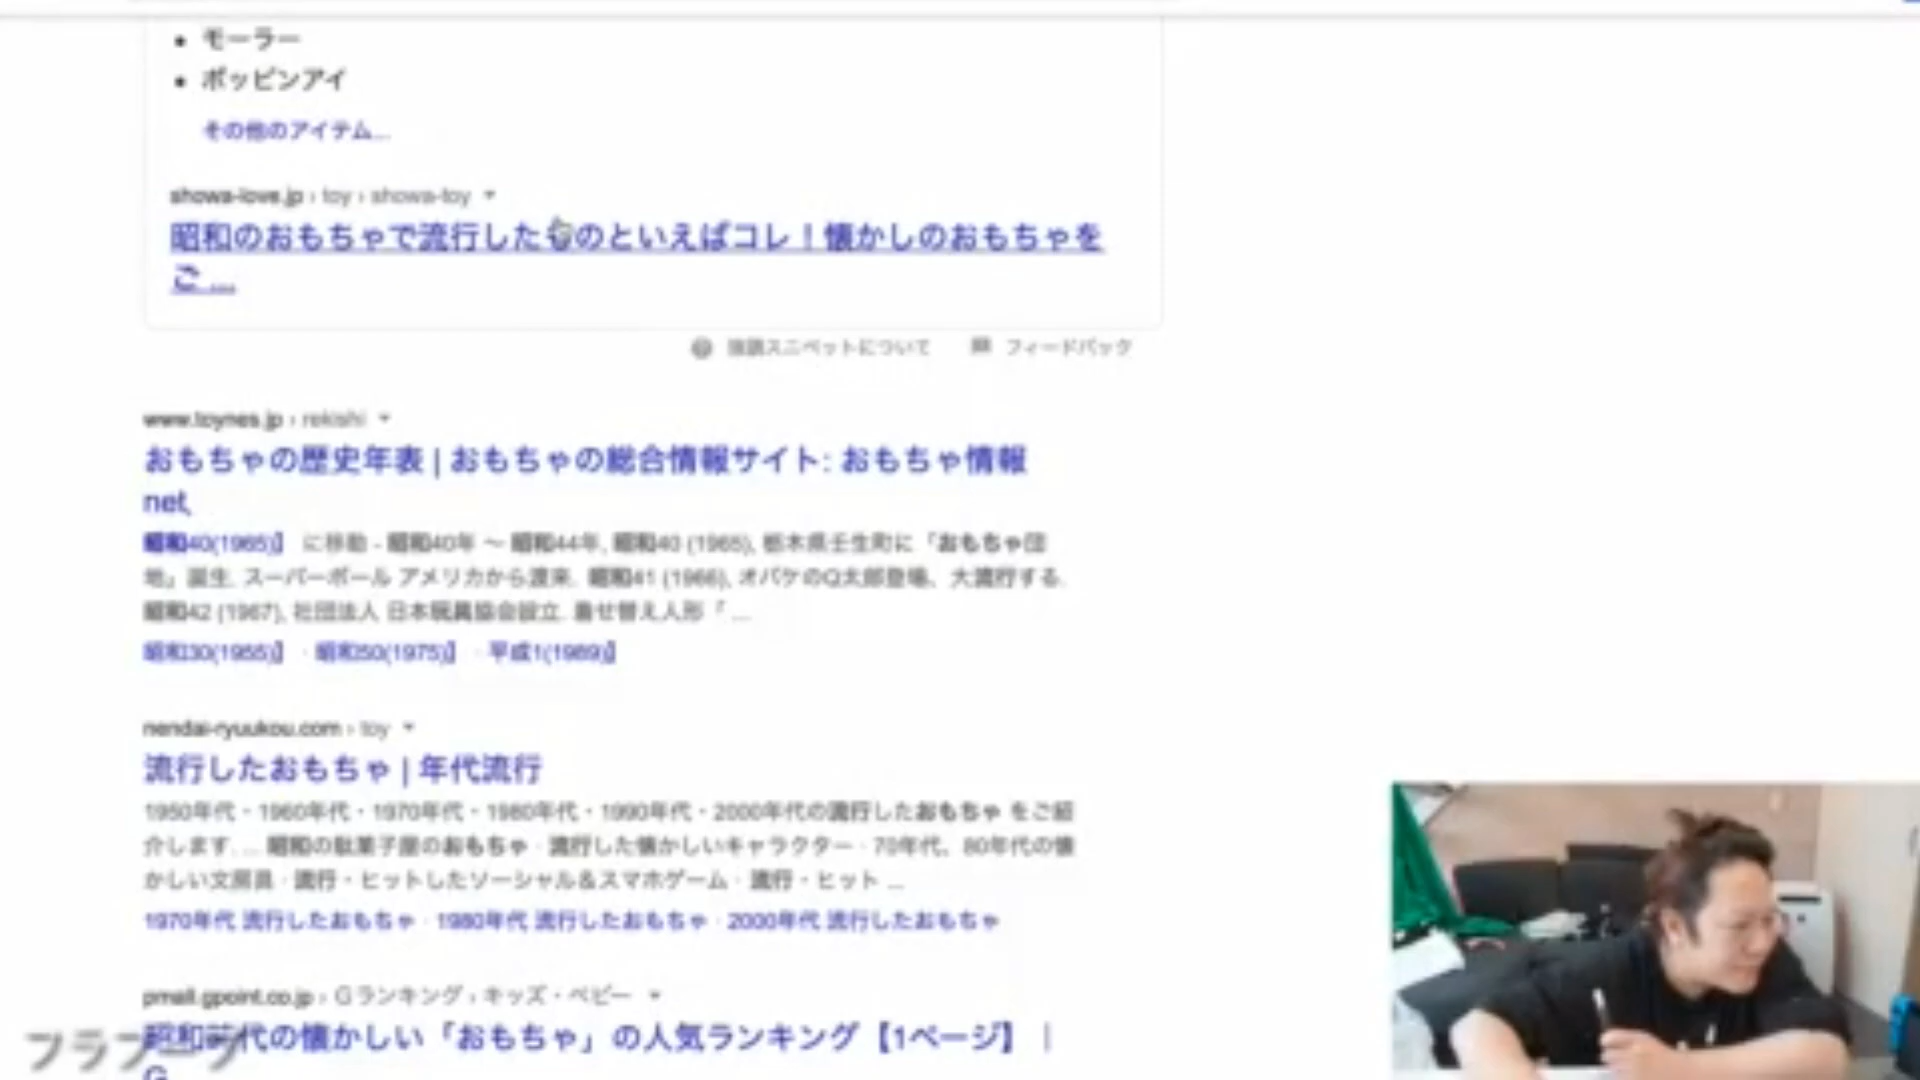 モーラー
ポッピンアイ
その他のアイテム...
showa-love.jp › toy › showa-toy
昭和のおもちゃで流行したものといえばコレ！懐かしのおもちゃを
ご ...
強調スニペットについて フィードバック
www.toynes.jp › rekishi
おもちゃの歴史年表 | おもちゃの総合情報サイト: おもちゃ情報
net,
昭和40(1965)】 に移動 - 昭和40年 〜 昭和44年, 昭和40 (1965), 栃木県壬生町に「おもちゃ団
地」誕生. スーパーボール アメリカから渡来. 昭和41 (1966), オバケのQ太郎登場、大流行する.
昭和42 (1967), 社団法人 日本玩具協会設立. 着せ替え人形「 ...
昭和30(1955)】 · 昭和50(1975)】 · 平成1(1989)】
nendai-ryuukou.com › toy
流行したおもちゃ | 年代流行
1950年代・1960年代・1970年代・1980年代・1990年代・2000年代の流行したおもちゃ をご紹
介します. ... 昭和の駄菓子屋のおもちゃ · 流行した懐かしいキャラクター · 70年代、80年代の懐
かしい文房具 · 流行・ヒットしたソーシャル&スマホゲーム · 流行・ヒット ...
1970年代 流行したおもちゃ · 1980年代 流行したおもちゃ · 2000年代 流行したおもちゃ
pmall.gpoint.co.jp › Gランキング › キッズ・ベビー
昭和時代の懐かしい「おもちゃ」の人気ランキング【1ページ】 |
G
フラフープ